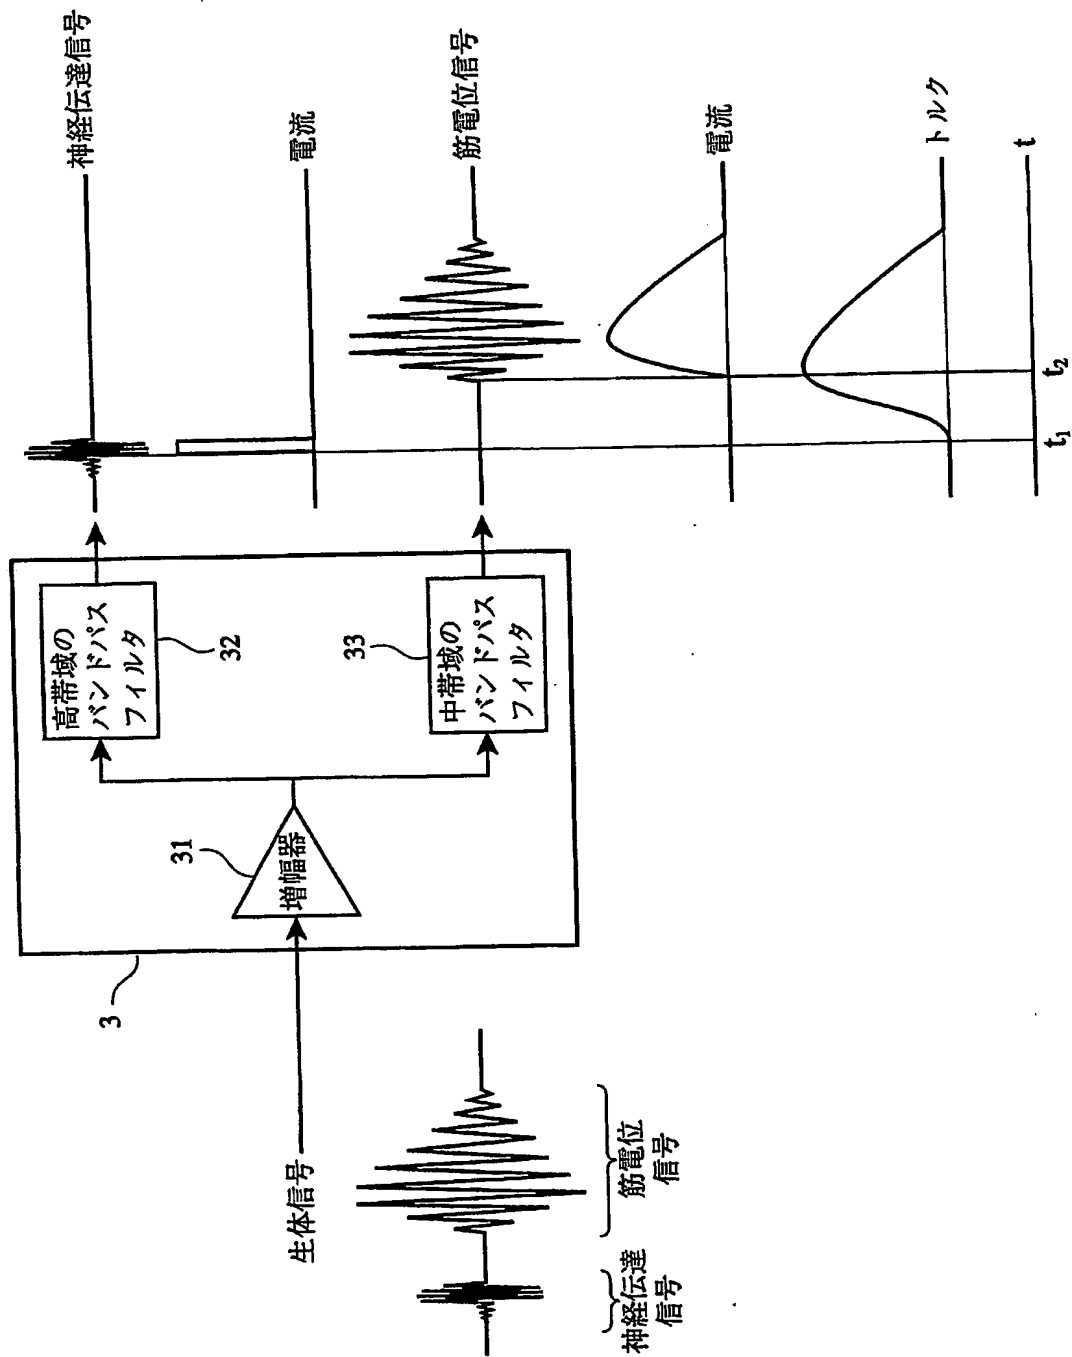 生体信号
神経伝達
信号
筋電位
信号
3
31
増幅器
高帯域の
バンドパス
フィルタ
32
33
中帯域の
バンドパス
フィルタ
神経伝達信号
電流
筋電位信号
電流
トルク
t
t1
t2